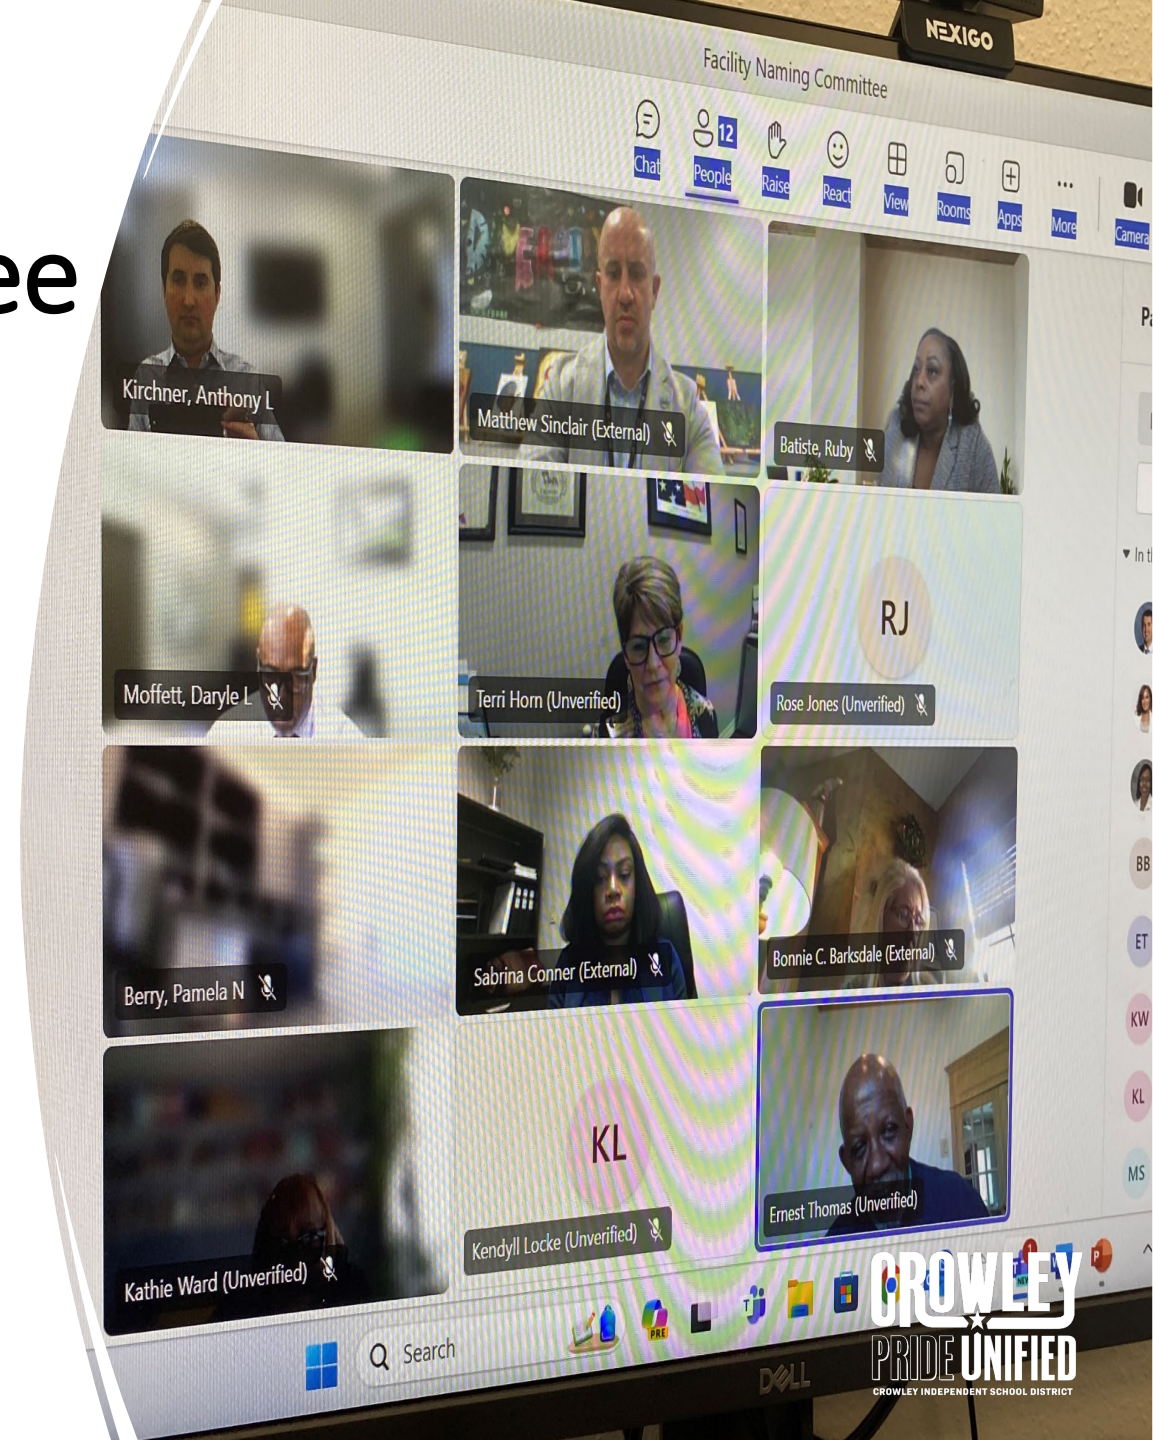 ee
NEXIGO
Facility Naming Committee
12
Chat
People
Raise
React
View
Rooms
Apps
More
Camera
Kirchner, Anthony L
Matthew Sinclair (External)
Batiste, Ruby
Moffett, Daryle L
Terri Horn (Unverified)
RJ
Rose Jones (Unverified)
Berry, Pamela N
Sabrina Conner (External)
Bonnie C. Barksdale (External)
Kathie Ward (Unverified)
KL
Kendyll Locke (Unverified)
Ernest Thomas (Unverified)
BB
ET
KW
KL
MS
Search
PRE
DELL
CROWLEY
PRIDE UNIFIED
CROWLEY INDEPENDENT SCHOOL DISTRICT